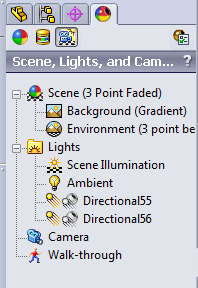 Scene, Lights, and Cam... ?
Scene (3 Point Faded)
Background (Gradient)
Environment (3 point be
Lights
Scene Illumination
Ambient
Directional55
Directional56
Camera
Walk-through